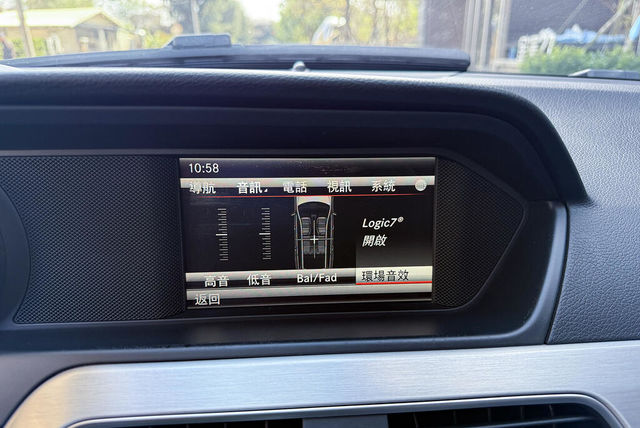 10:58
導航 音訊 電話 視訊 系統
Logic7®
開啟
高音 低音 Bal/Fad 環場音效
返回